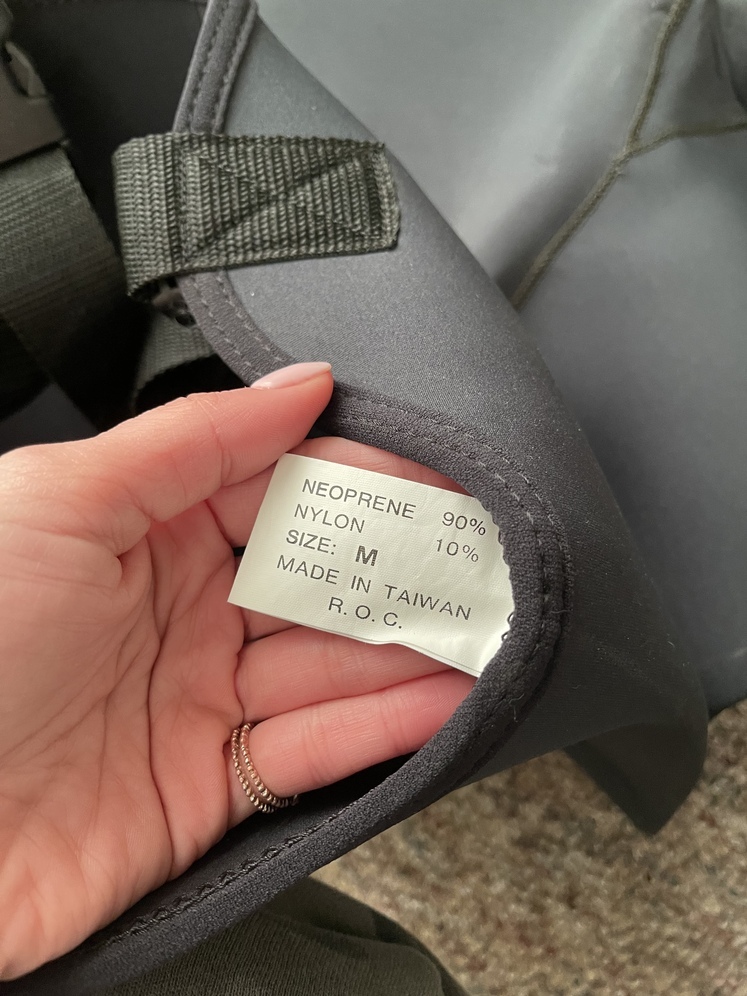 NEOPRENE 90%
NYLON 10%
SIZE: M
MADE IN TAIWAN
R. O. C.